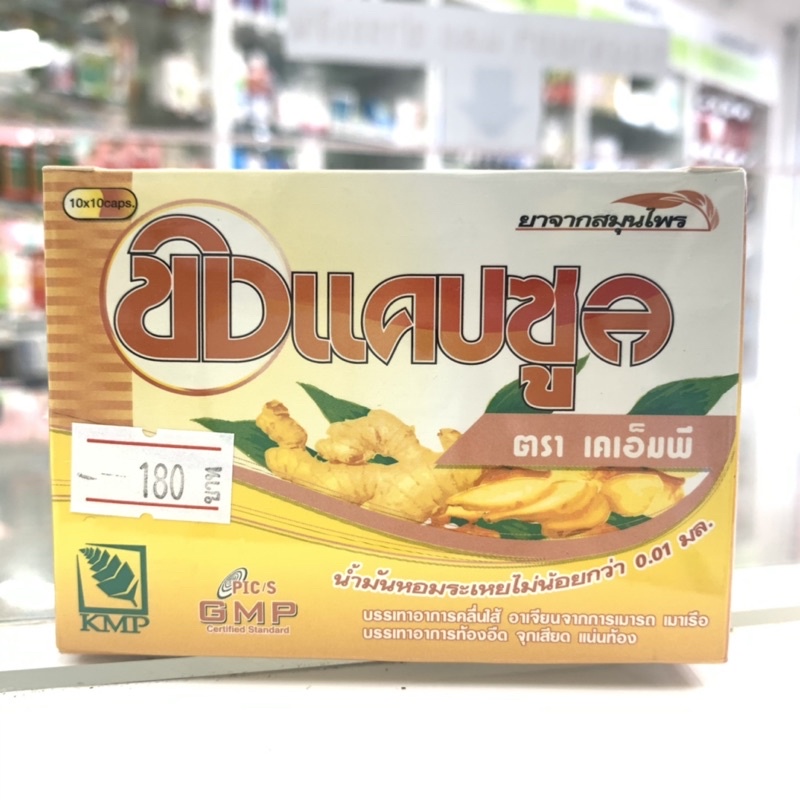 10x10caps.
ยาจากสมุนไพร
ขิงแคปซูล
ตรา เคเอ็มพี
180 บาท
น้ำมันหอมระเหยไม่น้อยกว่า 0.01 มล.
KMP
PIC/S
GMP
Certified Standard
บรรเทาอาการคลื่นไส้ อาเจียนจากการเมารถ เมาเรือ
บรรเทาอาการท้องอืด จุกเสียด แน่นท้อง